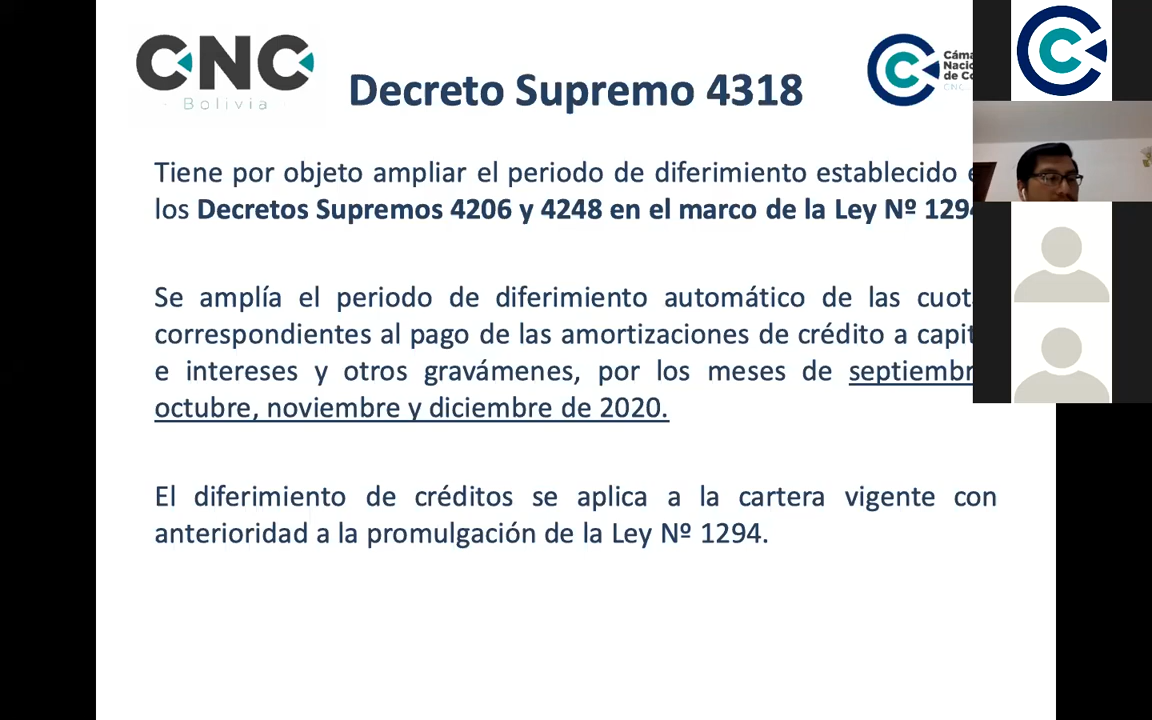 CNC
Bolivia
Decreto Supremo 4318
Tiene por objeto ampliar el periodo de diferimiento establecido
los Decretos Supremos 4206 y 4248 en el marco de la Ley Nº 1294
Se amplía el periodo de diferimiento automático de las
correspondientes al pago de las amortizaciones de crédito a
e intereses y otros gravámenes, por los meses de
octubre, noviembre y diciembre de 2020.
El diferimiento de créditos se aplica a la cartera vigente con
anterioridad a la promulgación de la Ley Nº 1294.